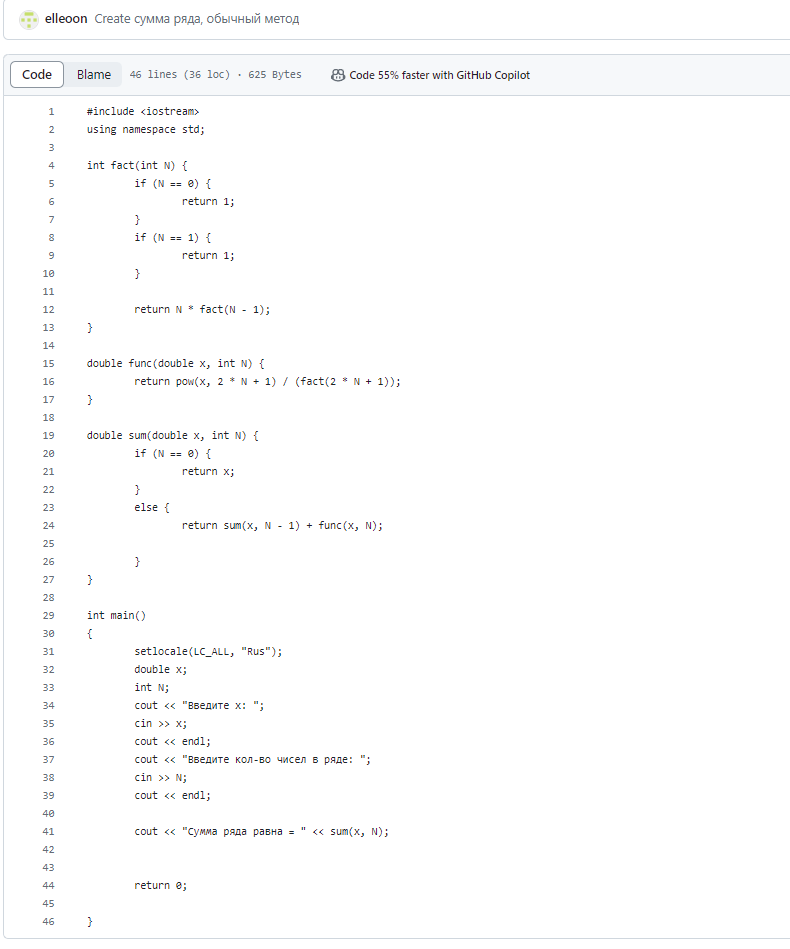 elleoon Create сумма ряда, обычный метод
Code Blame 46 lines (36 loc) · 625 Bytes Code 55% faster with GitHub Copilot
1 #include <iostream>
2 using namespace std;
3
4 int fact(int N) {
5 if (N == 0) {
6 return 1;
7 }
8 if (N == 1) {
9 return 1;
10 }
11
12 return N * fact(N - 1);
13 }
14
15 double func(double x, int N) {
16 return pow(x, 2 * N + 1) / (fact(2 * N + 1));
17 }
18
19 double sum(double x, int N) {
20 if (N == 0) {
21 return x;
22 }
23 else {
24 return sum(x, N - 1) + func(x, N);
25
26 }
27 }
28
29 int main()
30 {
31 setlocale(LC_ALL, "Rus");
32 double x;
33 int N;
34 cout << "Введите x: ";
35 cin >> x;
36 cout << endl;
37 cout << "Введите кол-во чисел в ряде: ";
38 cin >> N;
39 cout << endl;
40
41 cout << "Сумма ряда равна = " << sum(x, N);
42
43
44 return 0;
45
46 }